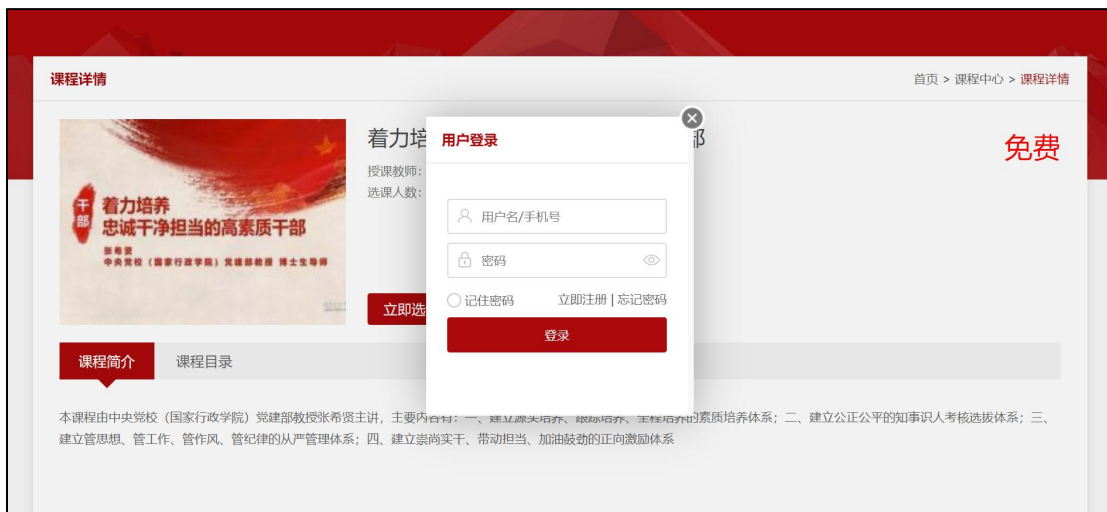 课程详情
首页 > 课程中心 > 课程详情
着力培
部
免费
授课教师:
选课人数:
干部
着力培养
忠诚干净担当的高素质干部
张希贤
中央党校（国家行政学院）党建部教授 博士生导师
立即选
用户登录
用户名/手机号
密码
记住密码
立即注册 | 忘记密码
登录
课程简介
课程目录
本课程由中央党校（国家行政学院）党建部教授张希贤主讲，主要内容有：一、建立源头培养、跟踪培养、全程培养的素质培养体系；二、建立公正公平的知事识人考核选拔体系；三、
建立管思想、管工作、管作风、管纪律的从严管理体系；四、建立崇尚实干、带动担当、加油鼓劲的正向激励体系